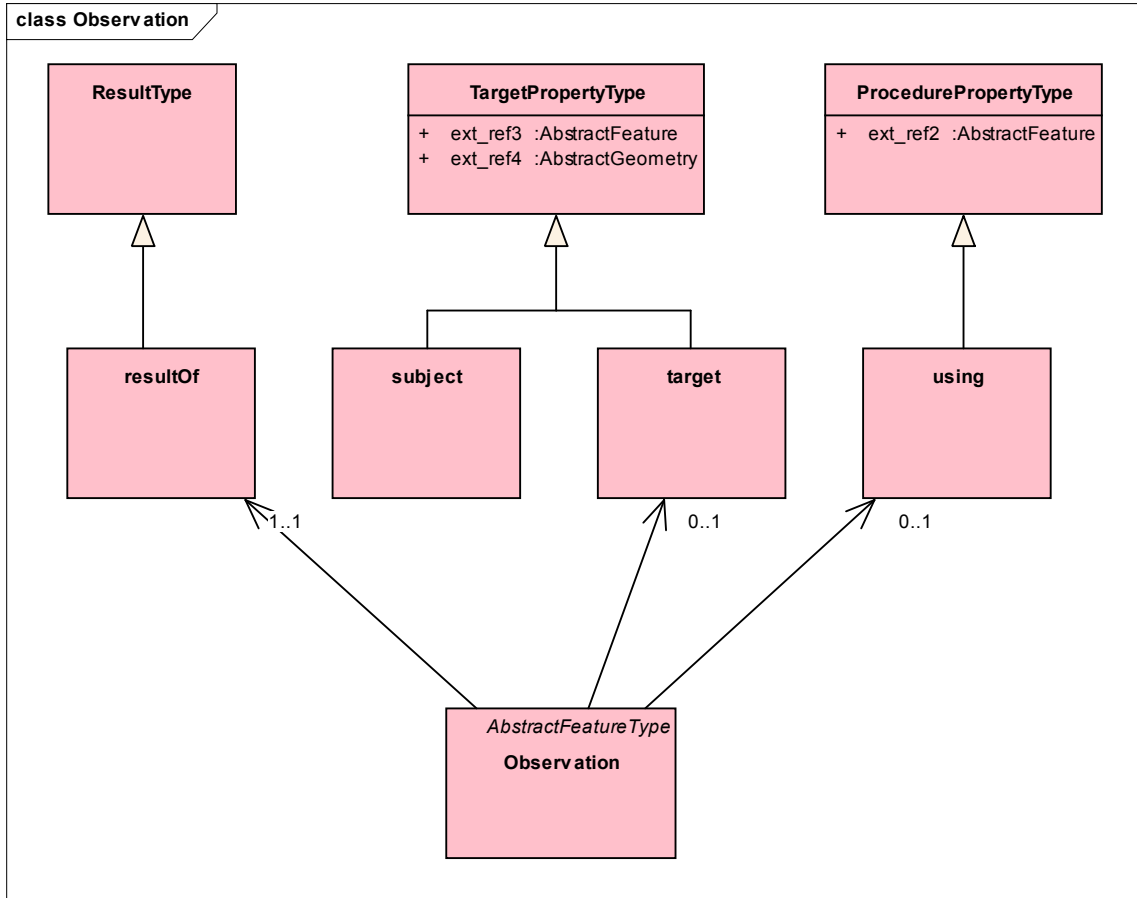 class Observation
ResultType
TargetPropertyType
+ ext_ref3 :AbstractFeature
+ ext_ref4 :AbstractGeometry
ProcedurePropertyType
+ ext_ref2 :AbstractFeature
resultOf
subject
target
using
1..1
0..1
0..1
AbstractFeatureType
Observation